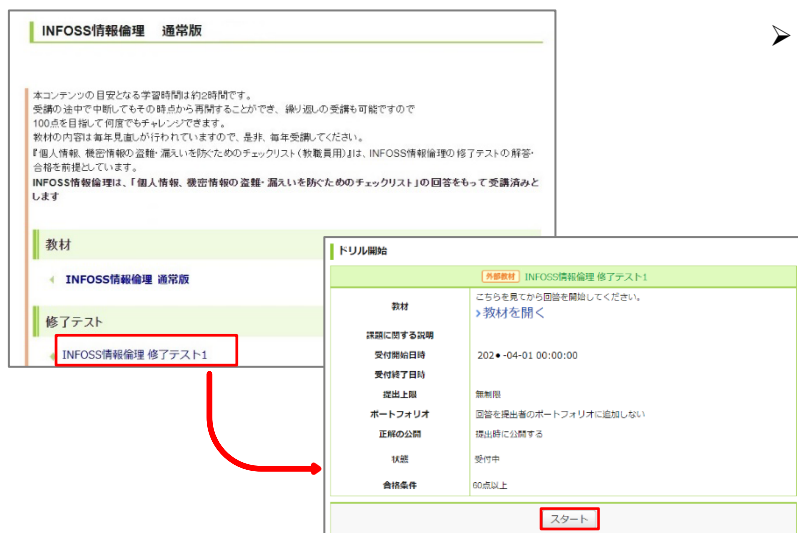 INFOSS情報倫理 通常版
➢
本コンテンツの目安となる学習時間は約2時間です。
受講の途中で中断してもその時点から再開することができ、繰り返しの受講も可能ですので
100点を目指して何度でもチャレンジできます。
教材の内容は毎年見直しが行われていますので、是非、毎年受講してください。
『個人情報、機密情報の盗難・漏えいを防ぐためのチェックリスト(教職員用)』は、INFOSS情報倫理の修了テストの解答・
合格を前提としています。
INFOSS情報倫理は、「個人情報、機密情報の盗難・漏えいを防ぐためのチェックリスト」の回答をもって受講済みと
します
教材
INFOSS情報倫理 通常版
修了テスト
INFOSS情報倫理 修了テスト1
ドリル開始
外部教材 INFOSS情報倫理 修了テスト1
教材 こちらを見てから回答を開始してください。
›教材を開く
課題に関する説明
受付開始日時 202●-04-01 00:00:00
受付終了日時
提出上限 無制限
ポートフォリオ 回答を提出者のポートフォリオに追加しない
正解の公開 提出時に公開する
状態 受付中
合格条件 60点以上
スタート